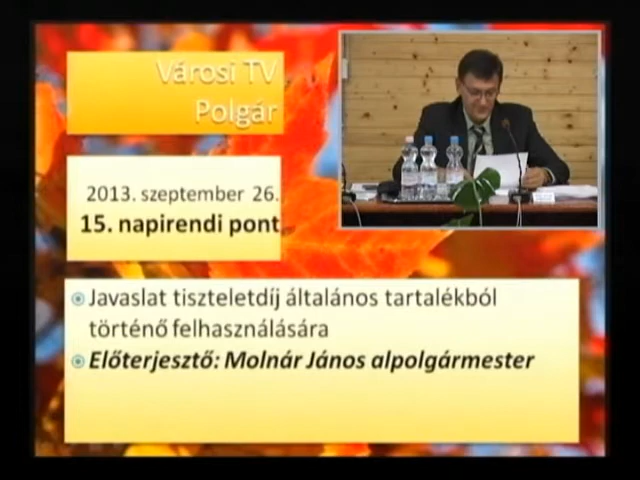 Városi TV
Polgár
2013. szeptember 26.
15. napirendi pont
Javaslat tiszteletdíj általános tartalékból
történő felhasználására
Előterjesztő: Molnár János alpolgármester